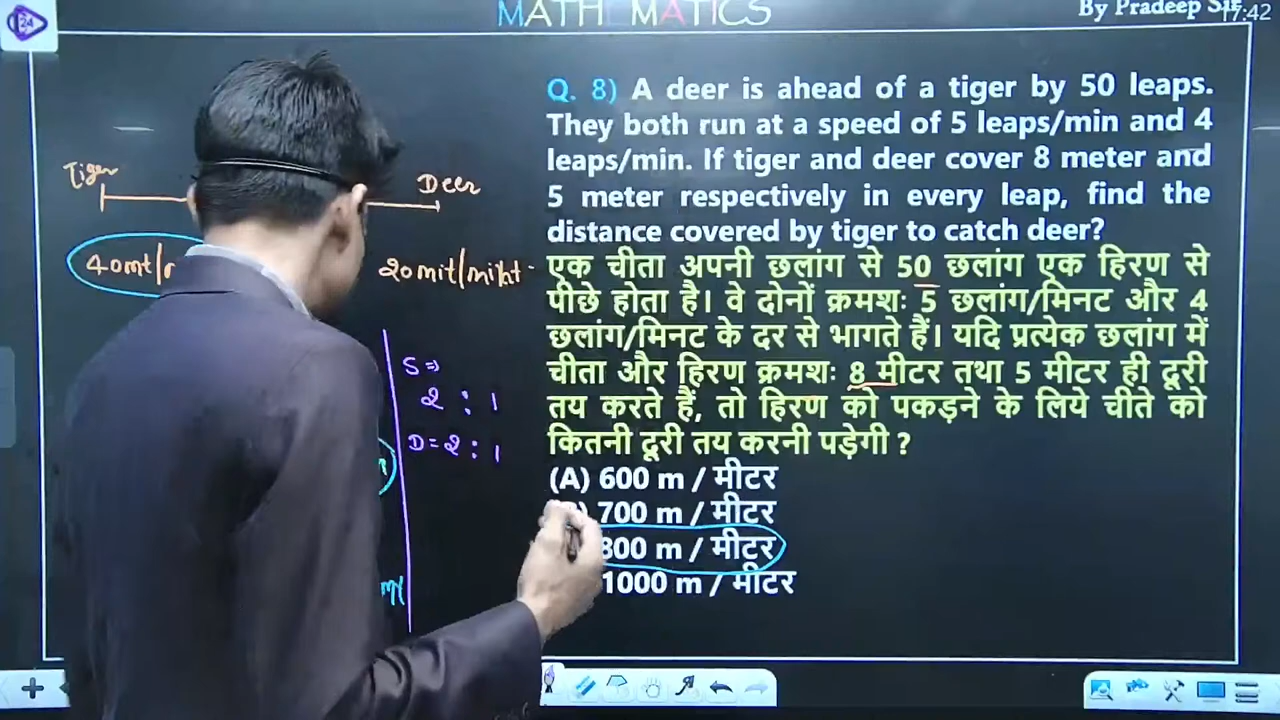 MATHEMATICS
By Pradeep Sir
17:42
24
Tiger
Deer
40mt/
20mit/miht
S⇒
2 : 1
D=2 : 1
mt
Q. 8) A deer is ahead of a tiger by 50 leaps.
They both run at a speed of 5 leaps/min and 4
leaps/min. If tiger and deer cover 8 meter and
5 meter respectively in every leap, find the
distance covered by tiger to catch deer?
एक चीता अपनी छलांग से 50 छलांग एक हिरण से
पीछे होता है। वे दोनों क्रमशः 5 छलांग/मिनट और 4
छलांग/मिनट के दर से भागते हैं। यदि प्रत्येक छलांग में
चीता और हिरण क्रमशः 8 मीटर तथा 5 मीटर ही दूरी
तय करते हैं, तो हिरण को पकड़ने के लिये चीते को
कितनी दूरी तय करनी पड़ेगी ?
(A) 600 m / मीटर
700 m / मीटर
800 m / मीटर
1000 m / मीटर